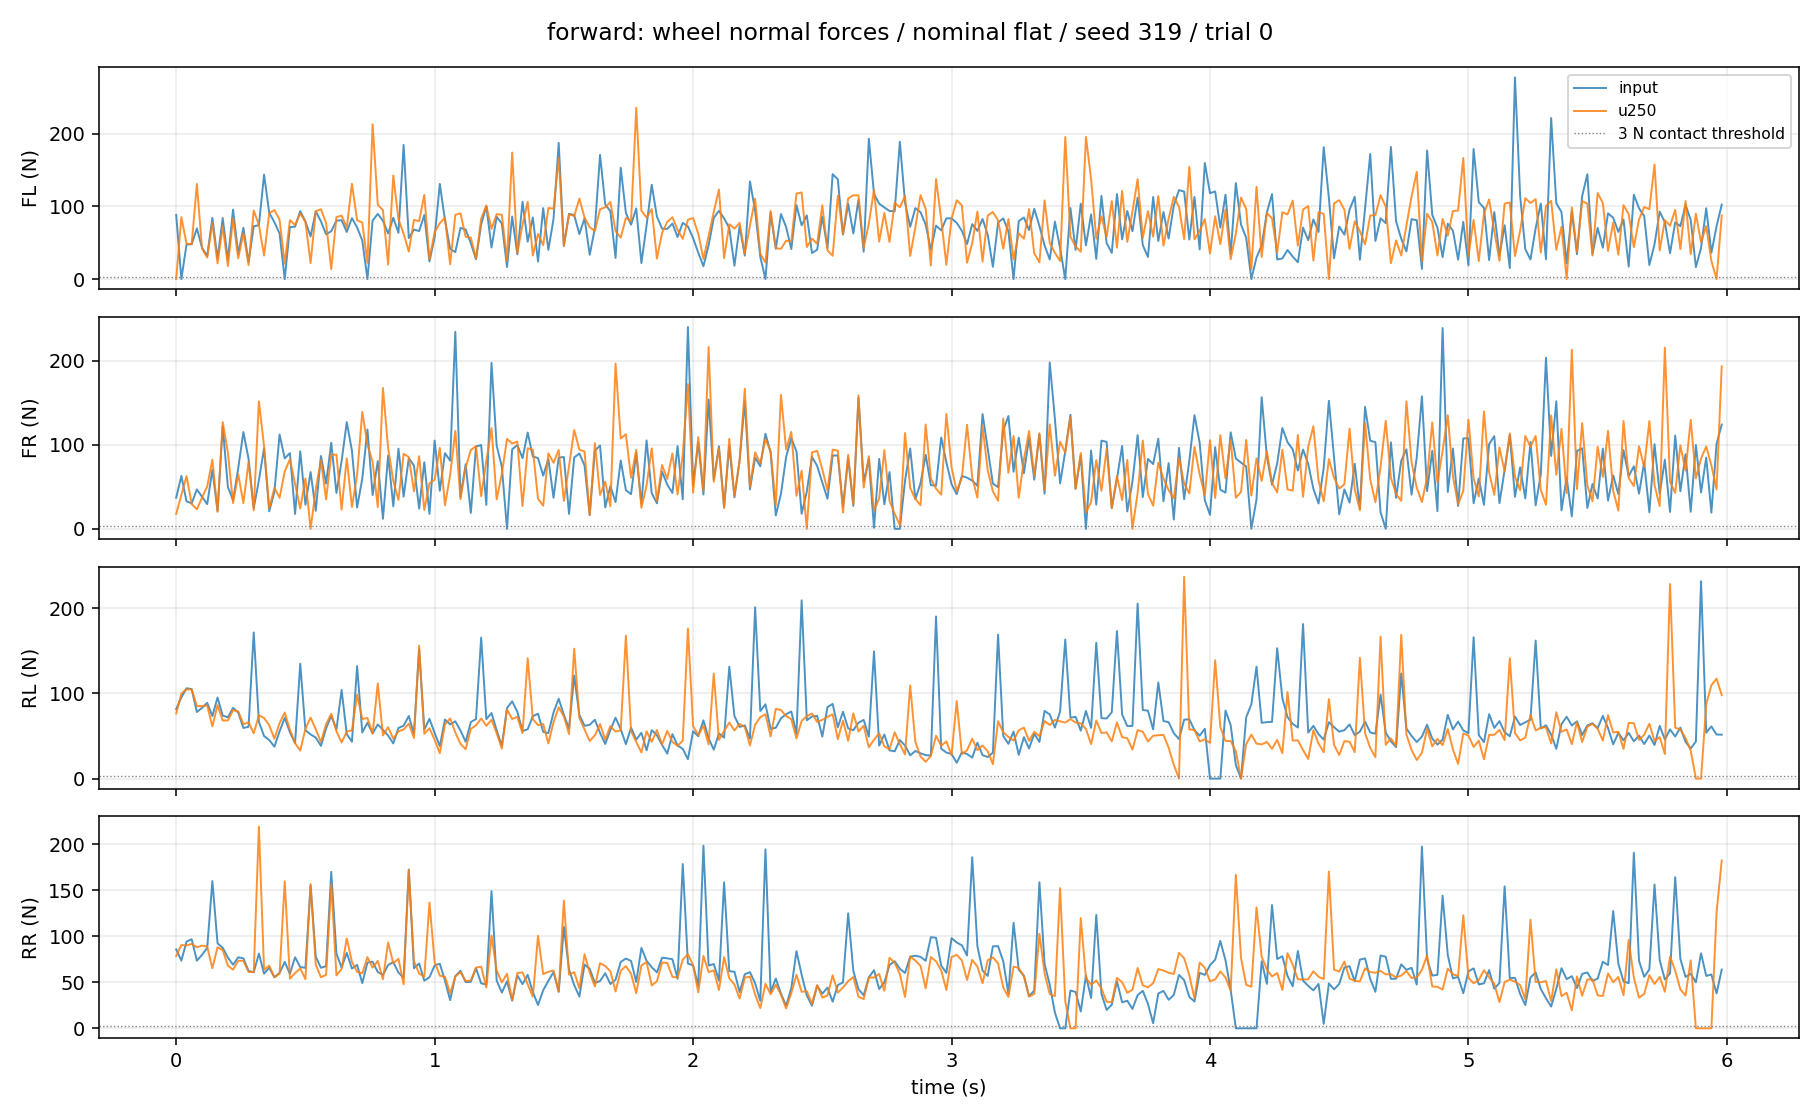 forward: wheel normal forces / nominal flat / seed 319 / trial 0
input
u250
3 N contact threshold
FL (N)
200
100
0
FR (N)
200
100
0
RL (N)
200
100
0
RR (N)
200
150
100
50
0
0 1 2 3 4 5 6
time (s)